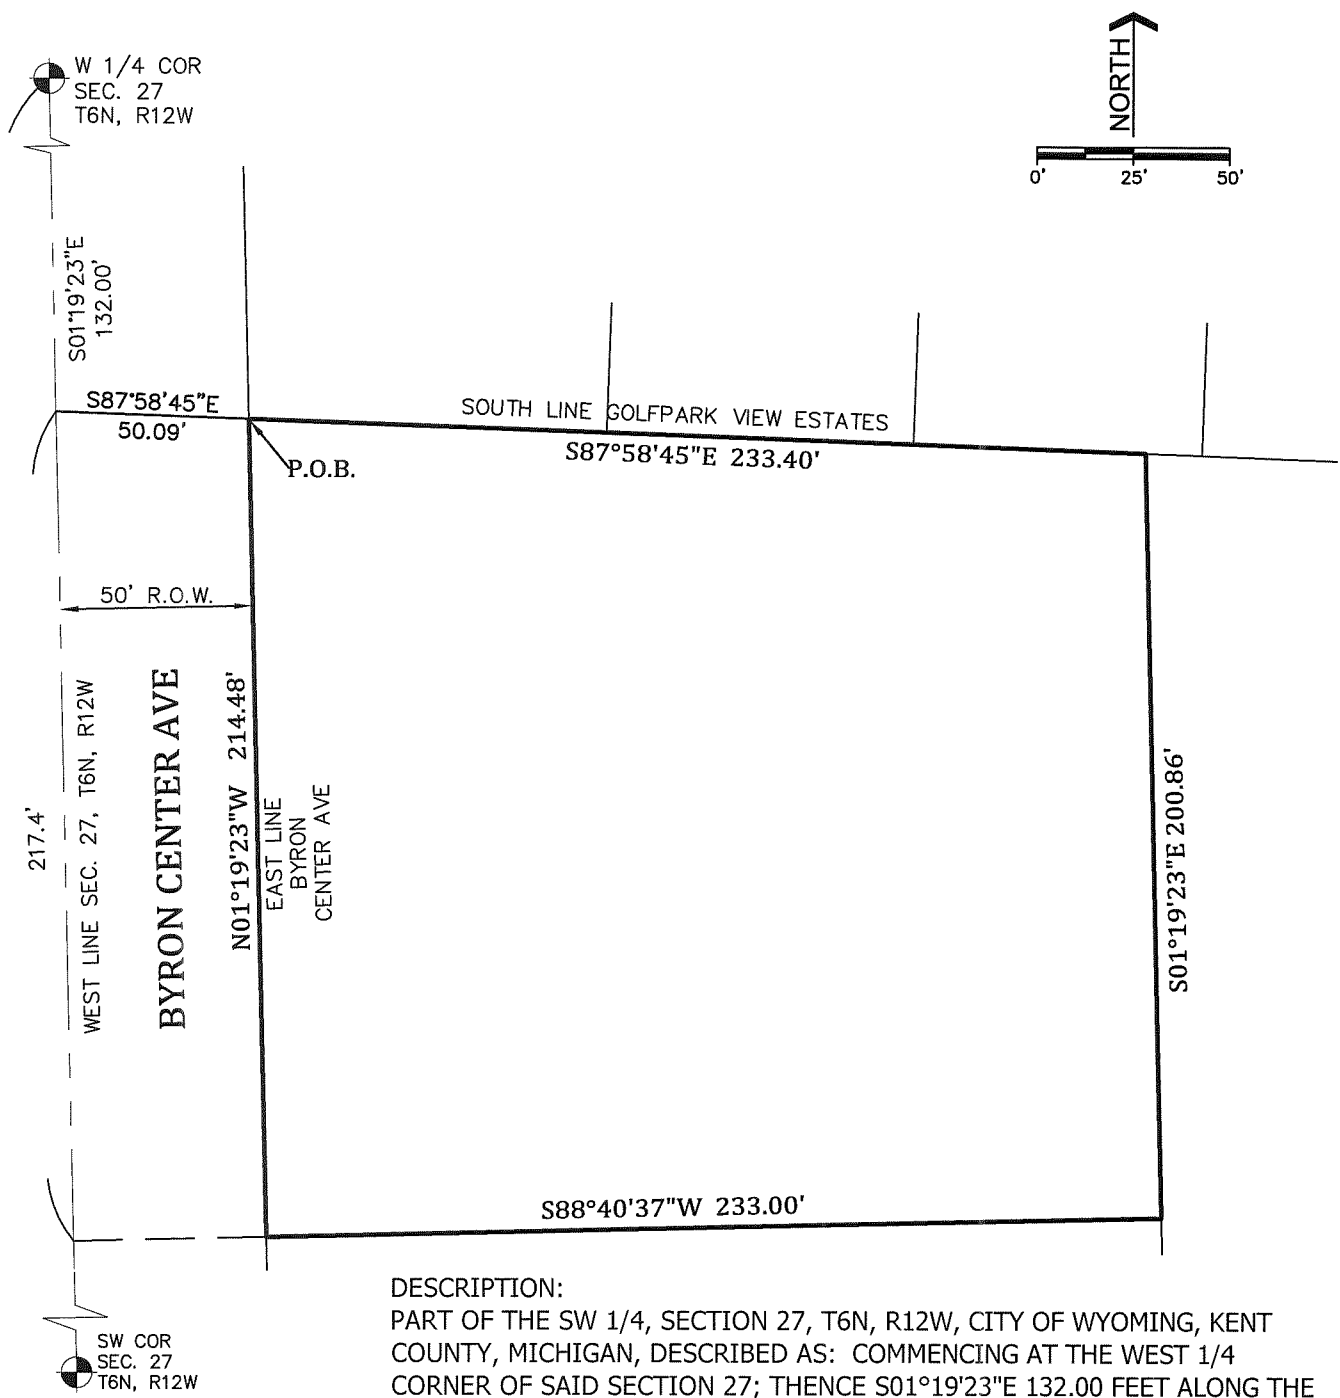 W 1/4 COR
SEC. 27
T6N, R12W
NORTH
0' 25' 50'
S01°19'23"E
132.00'
S87°58'45"E
50.09'
SOUTH LINE GOLFPARK VIEW ESTATES
S87°58'45"E 233.40'
P.O.B.
50' R.O.W.
217.4'
WEST LINE SEC. 27, T6N, R12W
BYRON CENTER AVE
N01°19'23"W 214.48'
EAST LINE
BYRON
CENTER AVE
S01°19'23"E 200.86'
S88°40'37"W 233.00'
SW COR
SEC. 27
T6N, R12W
DESCRIPTION:
PART OF THE SW 1/4, SECTION 27, T6N, R12W, CITY OF WYOMING, KENT
COUNTY, MICHIGAN, DESCRIBED AS: COMMENCING AT THE WEST 1/4
CORNER OF SAID SECTION 27; THENCE S01°19'23"E 132.00 FEET ALONG THE